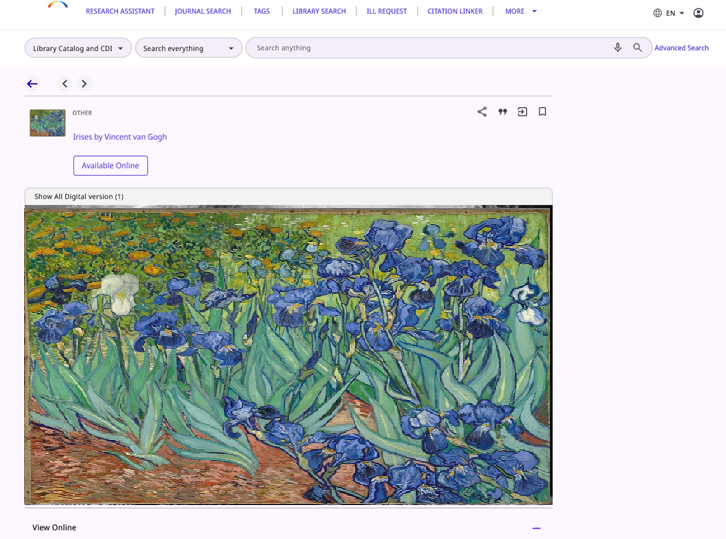 RESEARCH ASSISTANT JOURNAL SEARCH TAGS LIBRARY SEARCH ILL REQUEST CITATION LINKER MORE EN
Library Catalog and CDI Search everything Search anything Advanced Search
OTHER
Irises by Vincent van Gogh
Available Online
Show All Digital version (1)
View Online